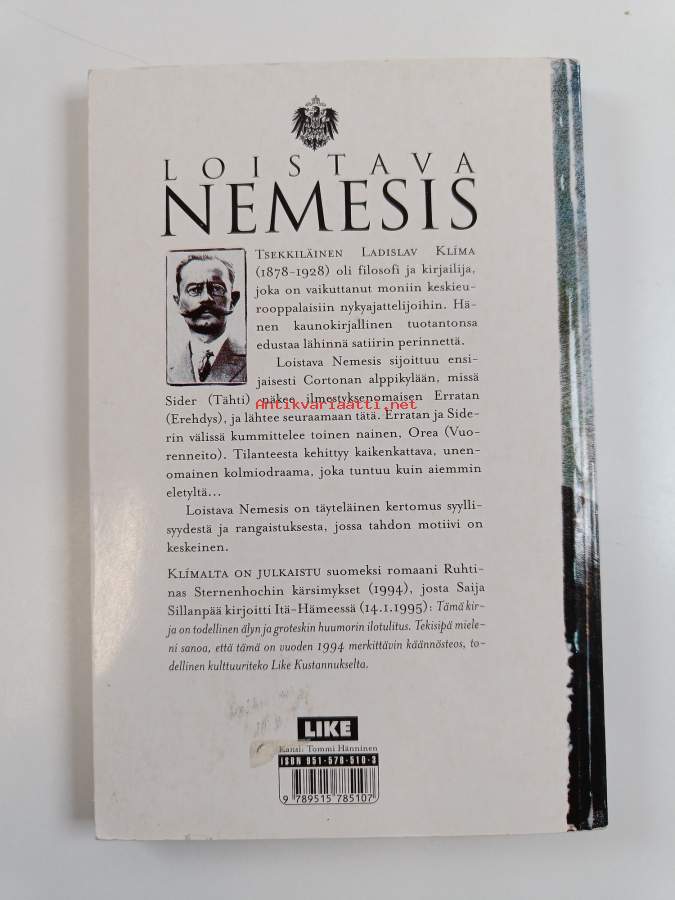 LOISTAVA
NEMESIS
TSEKKILÄINEN LADISLAV KLÍMA
(1878-1928) oli filosofi ja kirjailija,
joka on vaikuttanut moniin keskieu-
rooppalaisiin nykyajattelijoihin. Hä-
nen kaunokirjallinen tuotantonsa
edustaa lähinnä satiirin perinnettä.
Loistava Nemesis sijoittuu ensi-
jaisesti Cortonan alppikylään, missä
Sider (Tähti) näkee ilmestyksenomaisen Erratan
Antikvariaatti.net
(Erehdys), ja lähtee seuraamaan tätä. Erratan ja Side-
rin välissä kummittelee toinen nainen, Orea (Vuo-
renneito). Tilanteesta kehittyy kaikenkattava, unen-
omainen kolmiodraama, joka tuntuu kuin aiemmin
eletyltä...
Loistava Nemesis on täyteläinen kertomus syylli-
syydestä ja rangaistuksesta, jossa tahdon motiivi on
keskeinen.
KLÍMALTA ON JULKAISTU suomeksi romaani Ruhti-
nas Sternenhochin kärsimykset (1994), josta Saija
Sillanpää kirjoitti Itä-Hämeessä (14.1.1995): Tämä kir-
ja on todellinen älyn ja groteskin huumorin ilotulitus. Tekisipä miele-
ni sanoa, että tämä on vuoden 1994 merkittävin käännösteos, to-
dellinen kulttuuriteko Like Kustannukselta.
LIKE
Kansi: Tommi Hänninen
ISBN 951-578-510-3
9 789515 785107